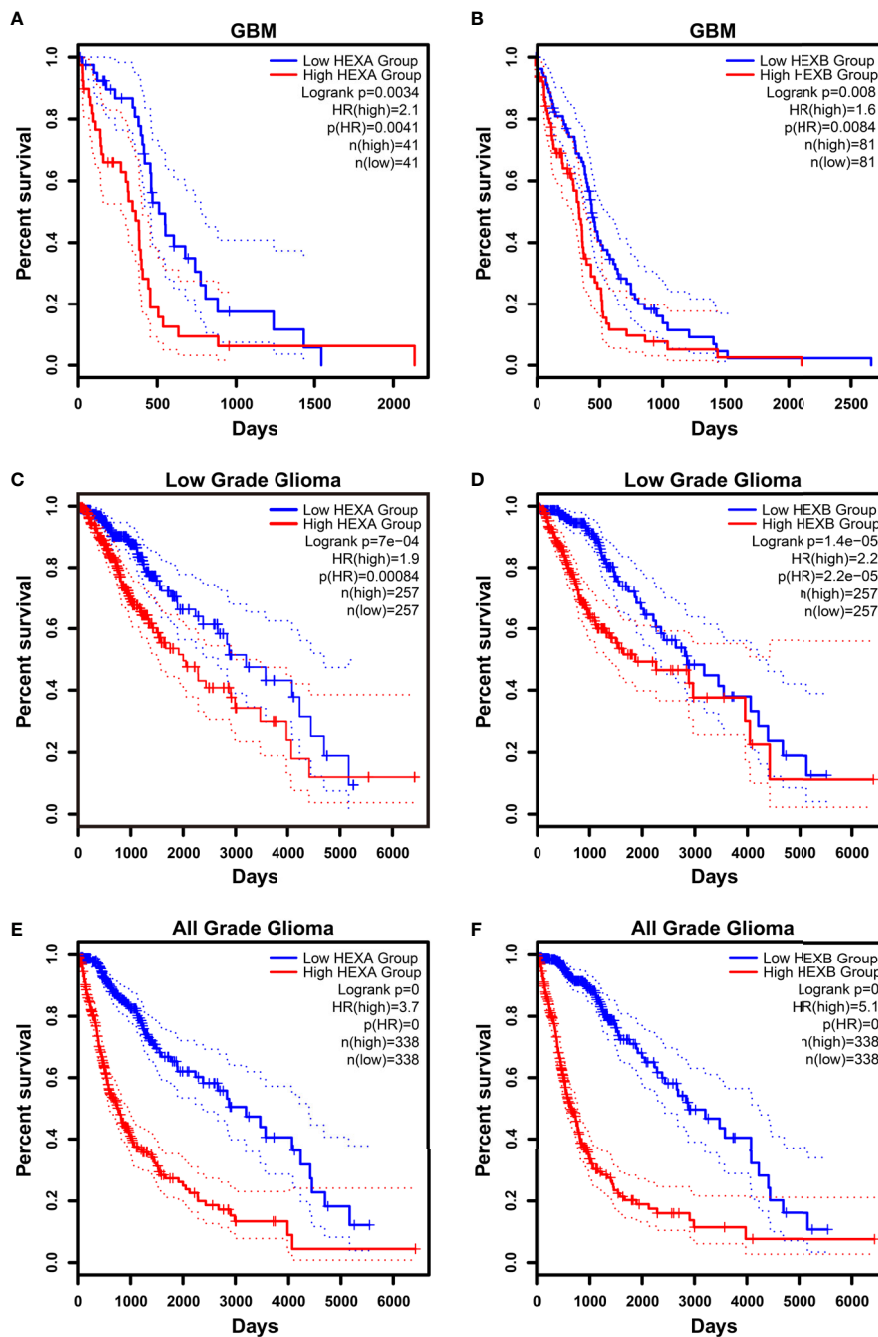 A
GBM
Percent survival
1.0
0.8
0.6
0.4
0.2
0.0
Low HEXA Group
High HEXA Group
Logrank p=0.0034
HR(high)=2.1
p(HR)=0.0041
n(high)=41
n(low)=41
0 500 1000 1500 2000
Days
B
GBM
Percent survival
1.0
0.8
0.6
0.4
0.2
0.0
Low HEXB Group
High HEXB Group
Logrank p=0.008
HR(high)=1.6
p(HR)=0.0084
n(high)=81
n(low)=81
0 500 1000 1500 2000 2500
Days
C
Low Grade Glioma
Percent survival
1.0
0.8
0.6
0.4
0.2
0.0
Low HEXA Group
High HEXA Group
Logrank p=7e−04
HR(high)=1.9
p(HR)=0.00084
n(high)=257
n(low)=257
0 1000 2000 3000 4000 5000 6000
Days
D
Low Grade Glioma
Percent survival
1.0
0.8
0.6
0.4
0.2
0.0
Low HEXB Group
High HEXB Group
Logrank p=1.4e−05
HR(high)=2.2
p(HR)=2.2e−05
n(high)=257
n(low)=257
0 1000 2000 3000 4000 5000 6000
Days
E
All Grade Glioma
Percent survival
1.0
0.8
0.6
0.4
0.2
0.0
Low HEXA Group
High HEXA Group
Logrank p=0
HR(high)=3.7
p(HR)=0
n(high)=338
n(low)=338
0 1000 2000 3000 4000 5000 6000
Days
F
All Grade Glioma
Percent survival
1.0
0.8
0.6
0.4
0.2
0.0
Low HEXB Group
High HEXB Group
Logrank p=0
HR(high)=5.1
p(HR)=0
n(high)=338
n(low)=338
0 1000 2000 3000 4000 5000 6000
Days